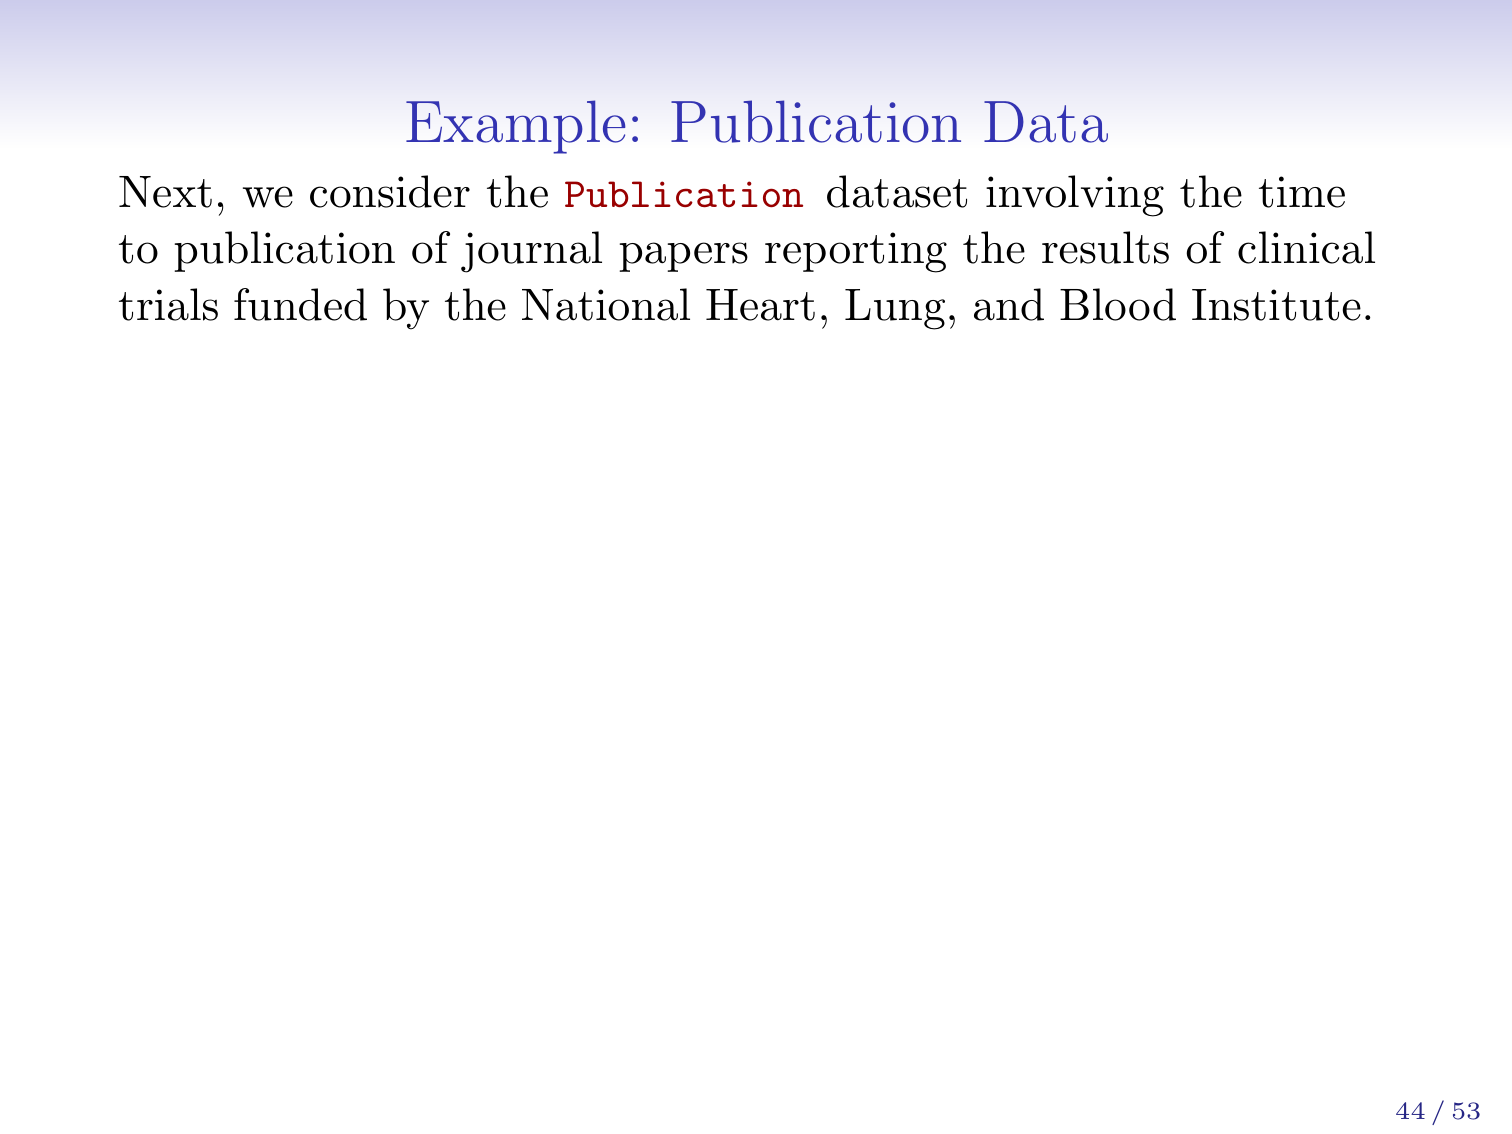 Example: Publication Data
Next, we consider the Publication dataset involving the time
to publication of journal papers reporting the results of clinical
trials funded by the National Heart, Lung, and Blood Institute.
44 / 53